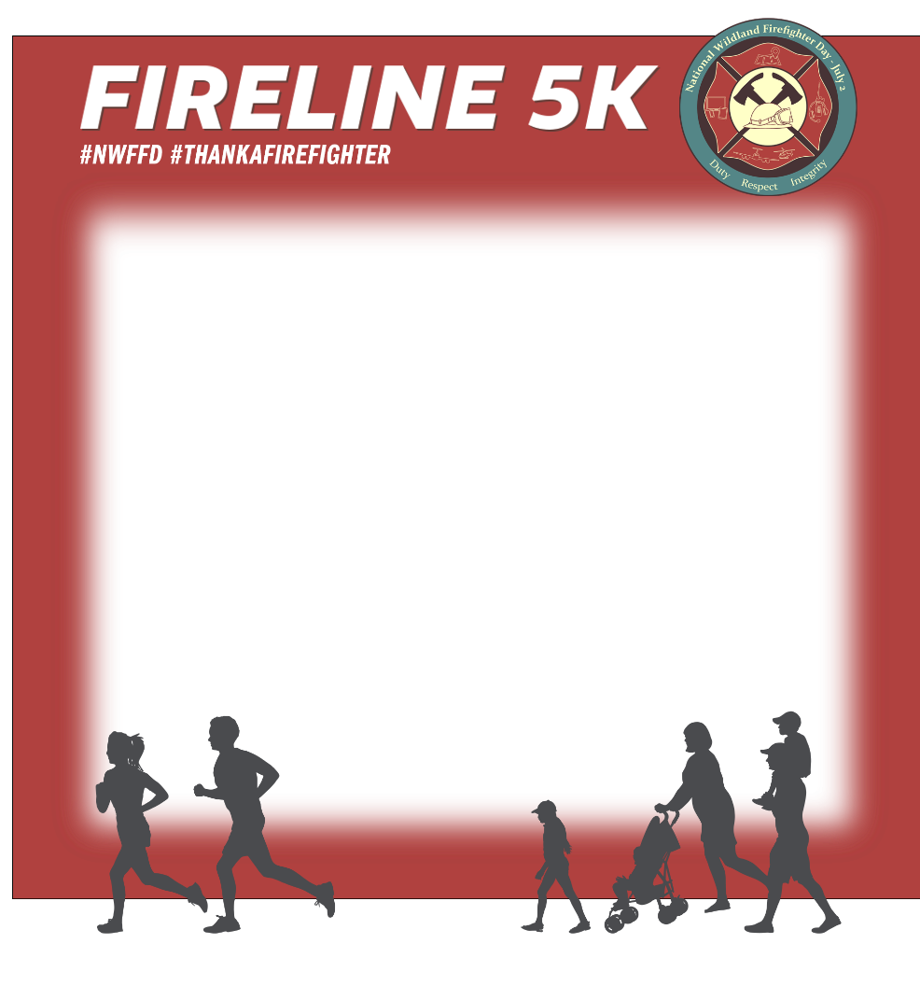 FIRELINE 5K
#NWFFD #THANKAFIREFIGHTER
National Wildland Firefighter Day - July 2
Duty Respect Integrity